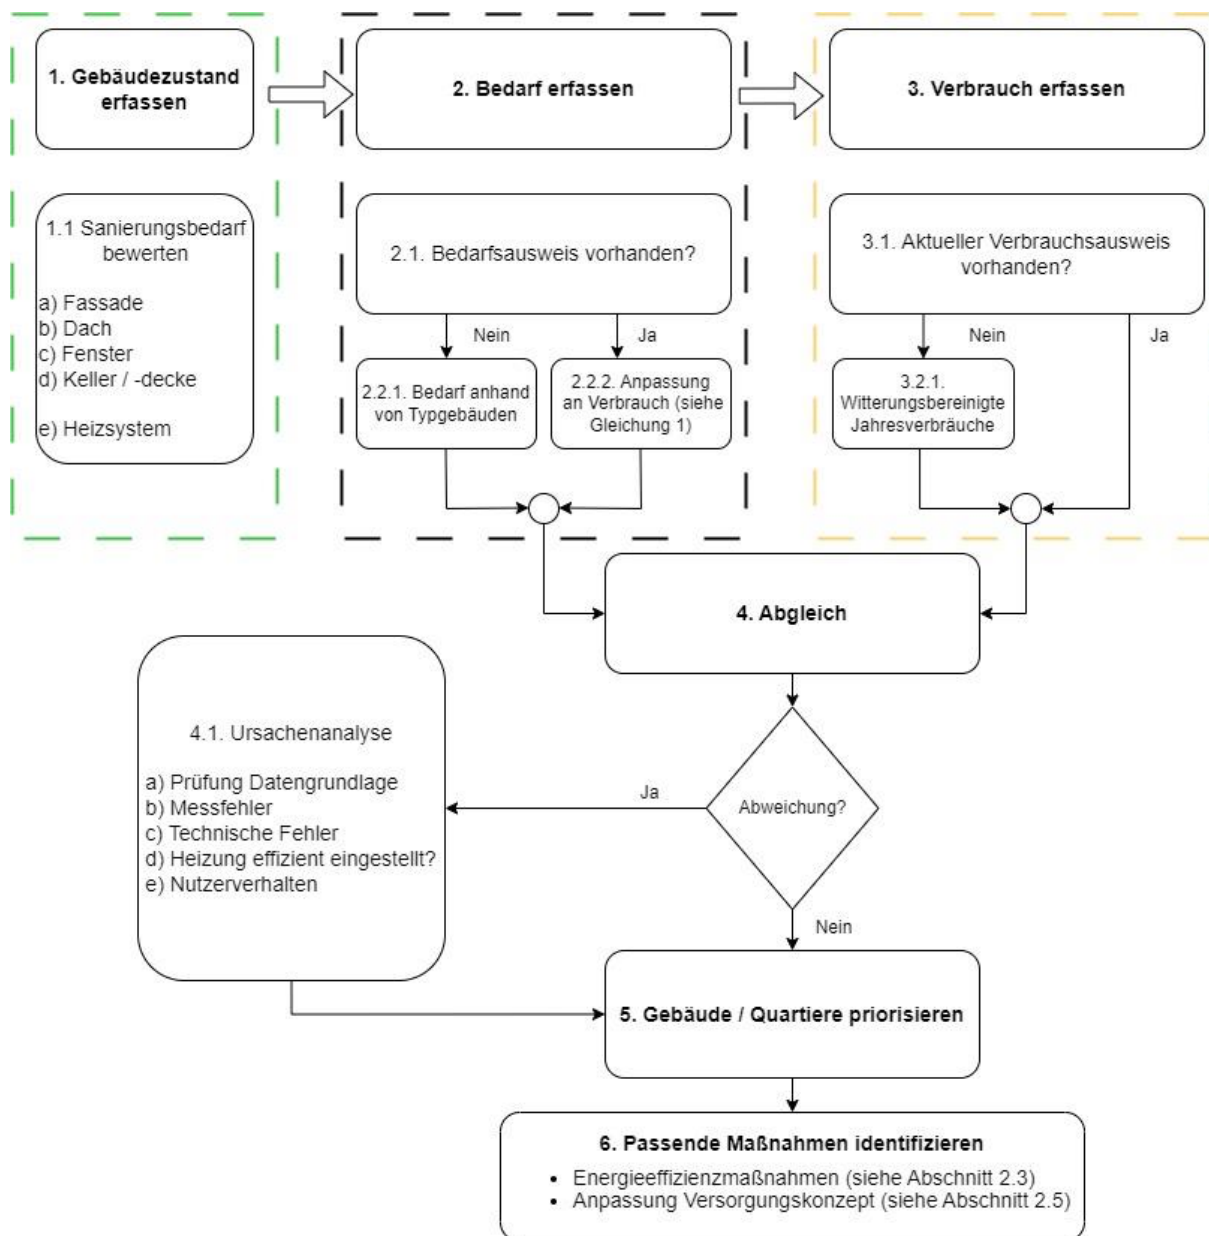 1. Gebäudezustand
erfassen
2. Bedarf erfassen
3. Verbrauch erfassen
1.1 Sanierungsbedarf
bewerten
a) Fassade
b) Dach
c) Fenster
d) Keller / -decke
e) Heizsystem
2.1. Bedarfsausweis vorhanden?
Nein
Ja
2.2.1. Bedarf anhand
von Typgebäuden
2.2.2. Anpassung
an Verbrauch (siehe
Gleichung 1)
3.1. Aktueller Verbrauchsausweis
vorhanden?
Nein
Ja
3.2.1.
Witterungsbereinigte
Jahresverbräuche
4. Abgleich
Abweichung?
Ja
4.1. Ursachenanalyse
a) Prüfung Datengrundlage
b) Messfehler
c) Technische Fehler
d) Heizung effizient eingestellt?
e) Nutzerverhalten
Nein
5. Gebäude / Quartiere priorisieren
6. Passende Maßnahmen identifizieren
• Energieeffizienzmaßnahmen (siehe Abschnitt 2.3)
• Anpassung Versorgungskonzept (siehe Abschnitt 2.5)